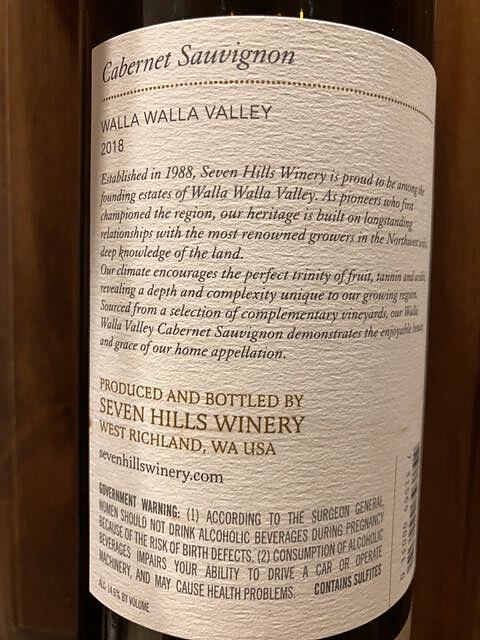 Cabernet Sauvignon
WALLA WALLA VALLEY
2018
Established in 1988, Seven Hills Winery is proud to be among the
founding estates of Walla Walla Valley. As pioneers who first
championed the region, our heritage is built on longstanding
relationships with the most renowned growers in the Northwest
deep knowledge of the land.
Our climate encourages the perfect trinity of fruit, tannin and
revealing a depth and complexity unique to our growing region.
Sourced from a selection of complementary vineyards, our Walla
Walla Valley Cabernet Sauvignon demonstrates the enjoyable
and grace of our home appellation.
PRODUCED AND BOTTLED BY
SEVEN HILLS WINERY
WEST RICHLAND, WA USA
sevenhillswinery.com
GOVERNMENT WARNING: (1) ACCORDING TO THE SURGEON GENERAL,
WOMEN SHOULD NOT DRINK ALCOHOLIC BEVERAGES DURING PREGNANCY
BECAUSE OF THE RISK OF BIRTH DEFECTS. (2) CONSUMPTION OF ALCOHOLIC
BEVERAGES IMPAIRS YOUR ABILITY TO DRIVE A CAR OR OPERATE
MACHINERY, AND MAY CAUSE HEALTH PROBLEMS. CONTAINS SULFITES
ALC 14.6% BY VOLUME